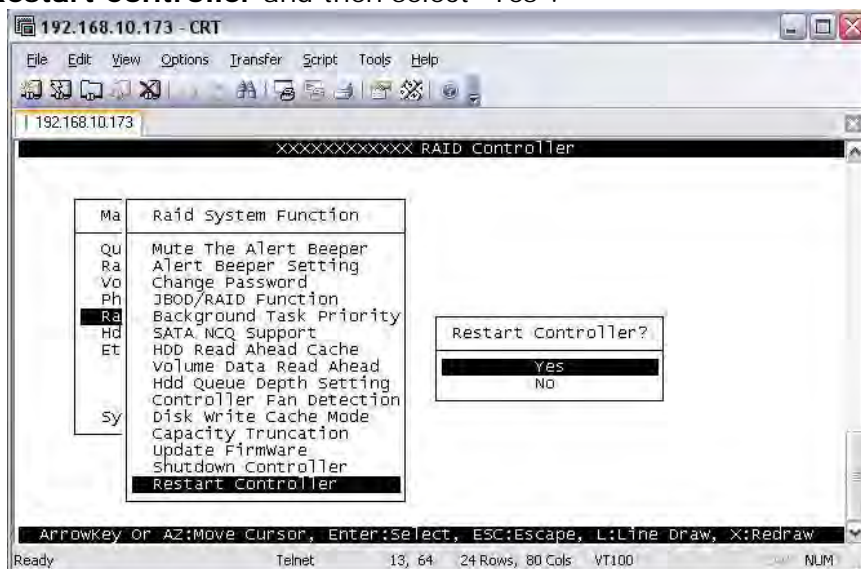 Restart controller and then select "Yes".
192.168.10.173 - CRT
File Edit View Options Transfer Script Tools Help
192.168.10.173
XXXXXXXXXXXX RAID Controller
Ma
Raid System Function
Qu
Mute The Alert Beeper
Ra
Alert Beeper Setting
Vo
Change Password
Ph
JBOD/RAID Function
Ra
Background Task Priority
Hd
SATA NCQ Support
Et
HDD Read Ahead Cache
Volume Data Read Ahead
Hdd Queue Depth Setting
Controller Fan Detection
Sy
Disk Write Cache Mode
Capacity Truncation
Update FirmWare
Shutdown Controller
Restart Controller
Restart Controller?
Yes
No
ArrowKey Or AZ:Move Cursor, Enter:Select, ESC:Escape, L:Line Draw, X:Redraw
Ready Telnet 13, 64 24 Rows, 80 Cols VT100 NUM